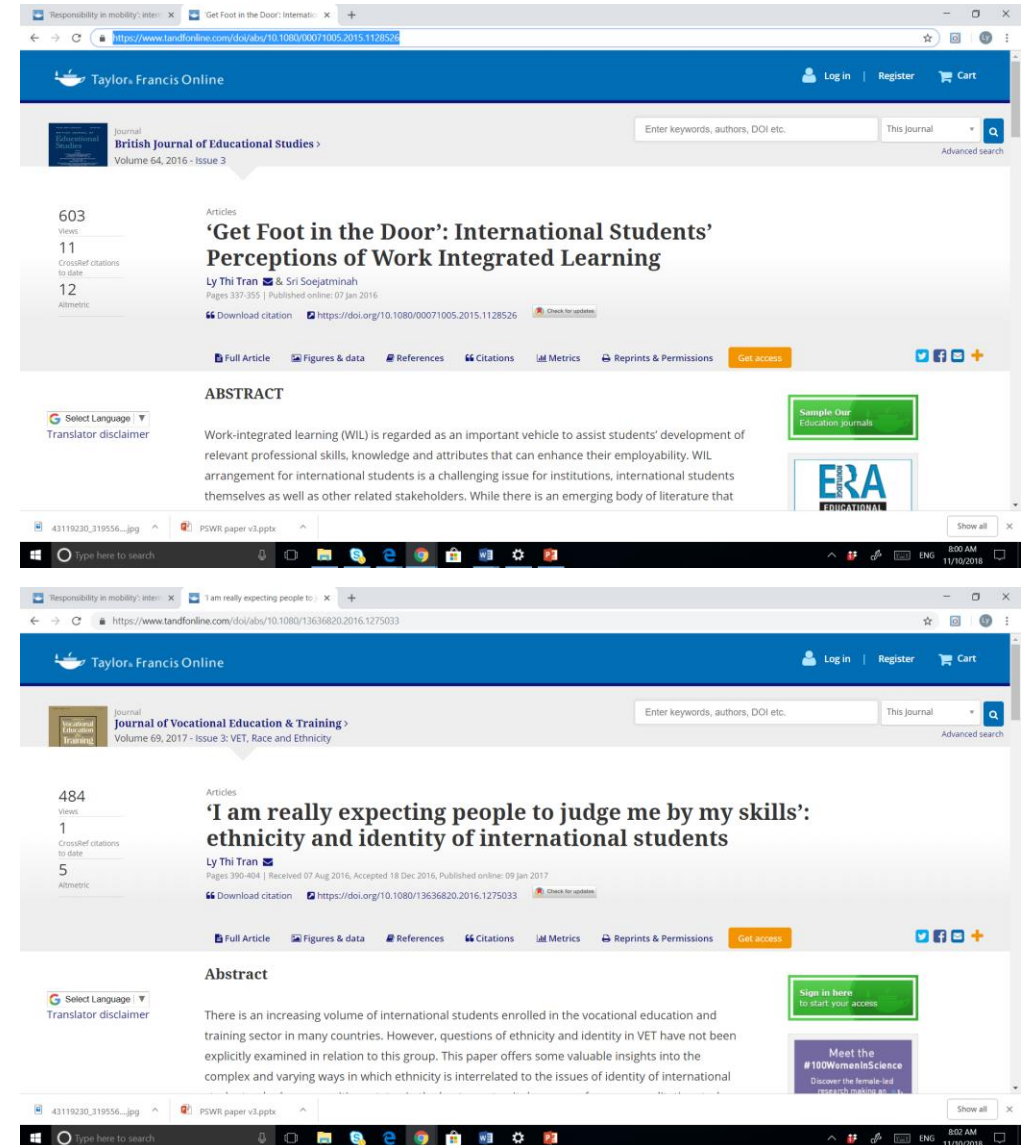 'Responsibility in mobility': inter
'Get Foot in the Door': Internatio
https://www.tandfonline.com/doi/abs/10.1080/00071005.2015.1128526
Taylor & Francis Online
Log in | Register Cart
Journal
British Journal of Educational Studies >
Volume 64, 2016 - Issue 3
Enter keywords, authors, DOI etc.
This Journal
Advanced search
603
Views
11
CrossRef citations
to date
12
Altmetric
Articles
'Get Foot in the Door': International Students'
Perceptions of Work Integrated Learning
Ly Thi Tran & Sri Soejatminah
Pages 337-355 | Published online: 07 Jan 2016
Download citation https://doi.org/10.1080/00071005.2015.1128526 Check for updates
Full Article Figures & data References Citations Metrics Reprints & Permissions Get access
ABSTRACT
Select Language
Translator disclaimer
Work-integrated learning (WIL) is regarded as an important vehicle to assist students' development of
relevant professional skills, knowledge and attributes that can enhance their employability. WIL
arrangement for international students is a challenging issue for institutions, international students
themselves as well as other related stakeholders. While there is an emerging body of literature that
Sample Our
Education journals
ERA
EDUCATIONAL
43119230_319556....jpg
PSWR paper v3.pptx
Show all
Type here to search
ENG
8:00 AM
11/10/2018
'Responsibility in mobility': inter
'I am really expecting people to j
https://www.tandfonline.com/doi/abs/10.1080/13636820.2016.1275033
Taylor & Francis Online
Log in | Register Cart
Journal
Journal of Vocational Education & Training >
Volume 69, 2017 - Issue 3: VET, Race and Ethnicity
Vocational
Education
Training
Enter keywords, authors, DOI etc.
This Journal
Advanced search
484
Views
1
CrossRef citations
to date
5
Altmetric
Articles
'I am really expecting people to judge me by my skills':
ethnicity and identity of international students
Ly Thi Tran
Pages 390-404 | Received 07 Aug 2016, Accepted 18 Dec 2016, Published online: 09 Jan 2017
Download citation https://doi.org/10.1080/13636820.2016.1275033 Check for updates
Full Article Figures & data References Citations Metrics Reprints & Permissions Get access
Abstract
Select Language
Translator disclaimer
There is an increasing volume of international students enrolled in the vocational education and
training sector in many countries. However, questions of ethnicity and identity in VET have not been
explicitly examined in relation to this group. This paper offers some valuable insights into the
complex and varying ways in which ethnicity is interrelated to the issues of identity of international
Sign in here
to start your access
Meet the
#100WomeninScience
Discover the female-led
research making an
43119230_319556....jpg
PSWR paper v3.pptx
Show all
Type here to search
ENG
8:02 AM
11/10/2018